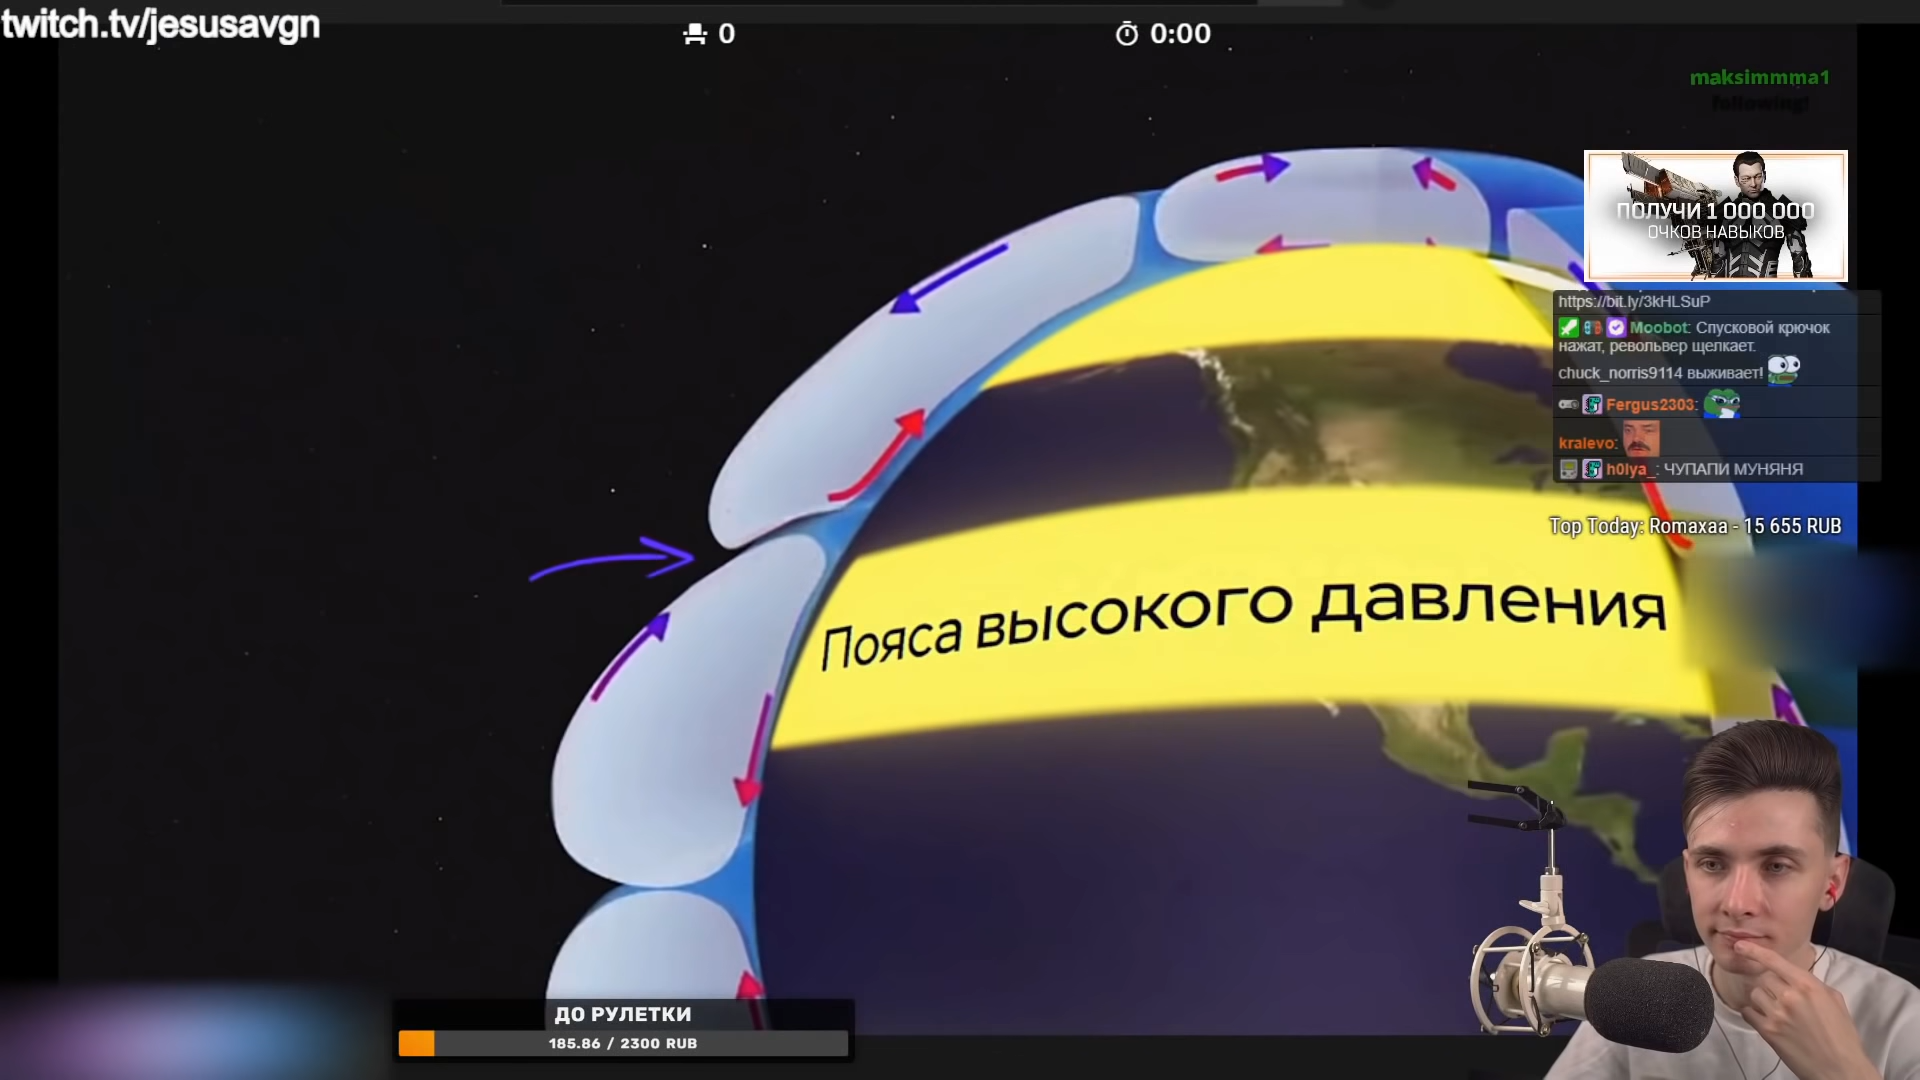 twitch.tv/jesusavgn
0
0:00
maksimmma1
following!
ПОЛУЧИ 1 000 000
ОЧКОВ НАВЫКОВ
https://bit.ly/3kHLSuP
Moobot: Спусковой крючок
нажат, револьвер щелкает.
chuck_norris9114 выживает!
Fergus2303:
kralevo:
h0lya_: ЧУПАПИ МУНЯНЯ
Top Today: Romaxaa - 15 655 RUB
Пояса высокого давления
ДО РУЛЕТКИ
185.86 / 2300 RUB